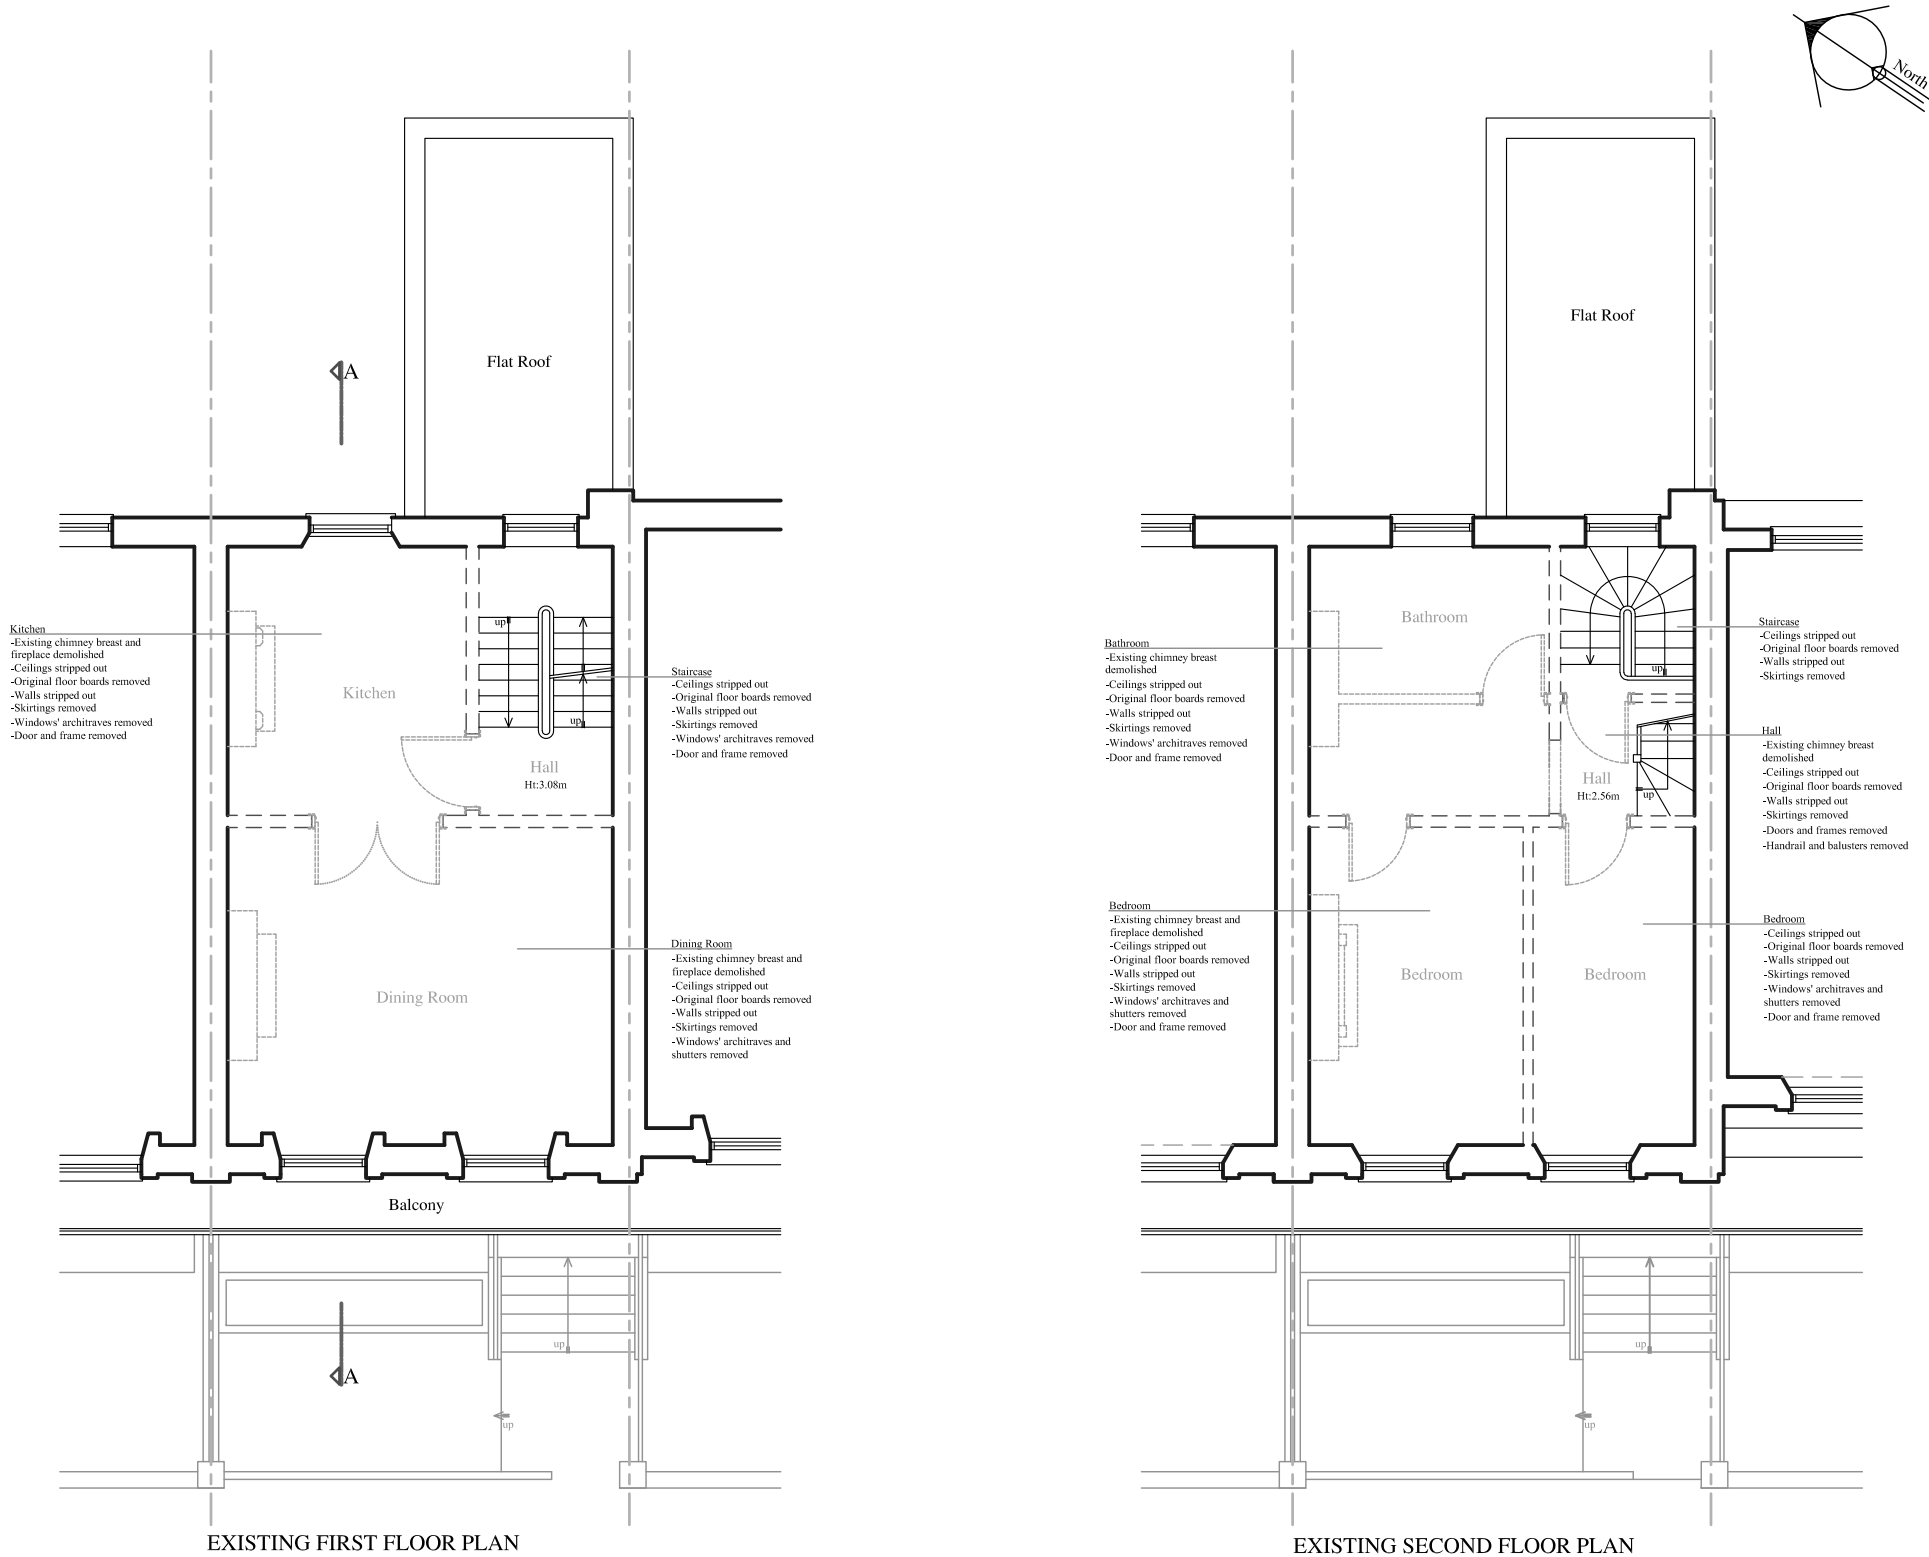 North
Flat Roof
A
Kitchen
-Existing chimney breast and
fireplace demolished
-Ceilings stripped out
-Original floor boards removed
-Walls stripped out
-Skirtings removed
-Windows' architraves removed
-Door and frame removed
Kitchen
up
up
Hall
Ht:3.08m
Staircase
-Ceilings stripped out
-Original floor boards removed
-Walls stripped out
-Skirtings removed
-Windows' architraves removed
-Door and frame removed
Dining Room
Dining Room
-Existing chimney breast and
fireplace demolished
-Ceilings stripped out
-Original floor boards removed
-Walls stripped out
-Skirtings removed
-Windows' architraves and
shutters removed
Balcony
up
A
up
EXISTING FIRST FLOOR PLAN
Flat Roof
Bathroom
-Existing chimney breast
demolished
-Ceilings stripped out
-Original floor boards removed
-Walls stripped out
-Skirtings removed
-Windows' architraves removed
-Door and frame removed
Bathroom
up
Staircase
-Ceilings stripped out
-Original floor boards removed
-Walls stripped out
-Skirtings removed
Hall
Ht:2.56m
up
Hall
-Existing chimney breast
demolished
-Ceilings stripped out
-Original floor boards removed
-Walls stripped out
-Skirtings removed
-Doors and frames removed
-Handrail and balusters removed
Bedroom
-Existing chimney breast and
fireplace demolished
-Ceilings stripped out
-Original floor boards removed
-Walls stripped out
-Skirtings removed
-Windows' architraves and
shutters removed
-Door and frame removed
Bedroom
Bedroom
Bedroom
-Ceilings stripped out
-Original floor boards removed
-Walls stripped out
-Skirtings removed
-Windows' architraves and
shutters removed
-Door and frame removed
up
up
EXISTING SECOND FLOOR PLAN